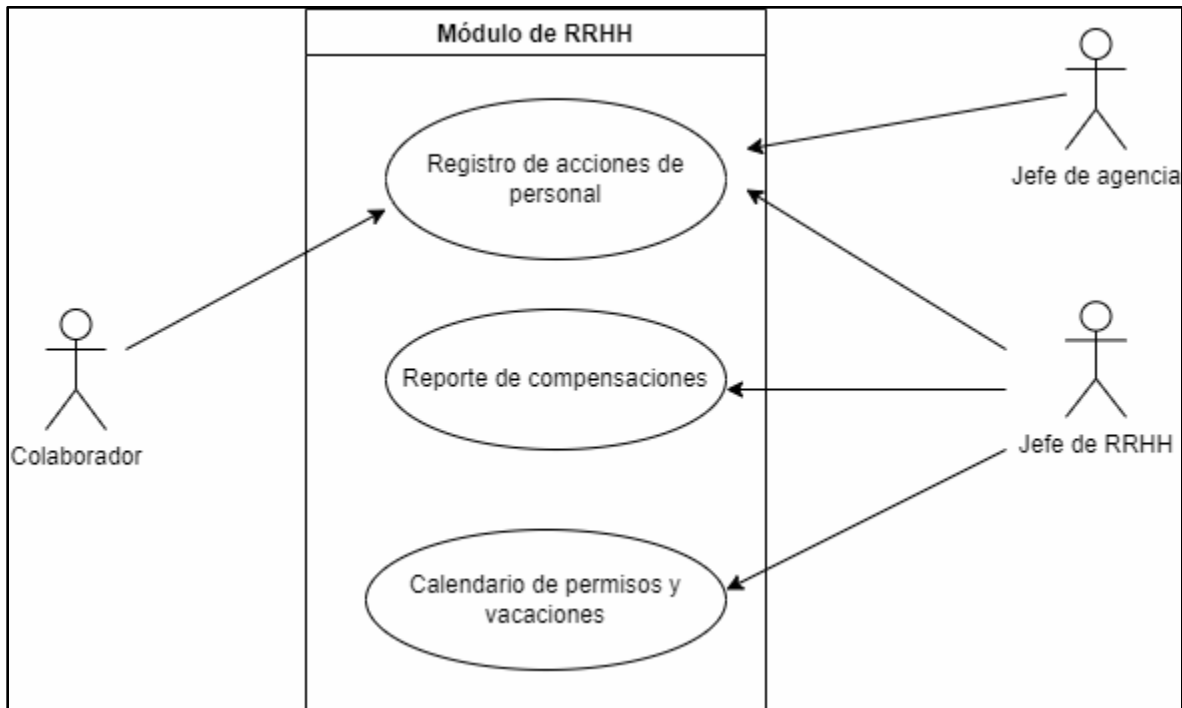 Módulo de RRHH
Registro de acciones de
personal
Jefe de agencia
Reporte de compensaciones
Colaborador
Jefe de RRHH
Calendario de permisos y
vacaciones